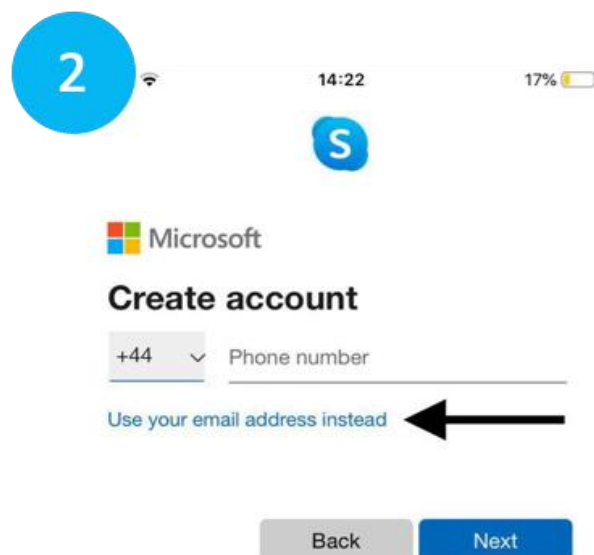 2
14:22
17%
S
Microsoft
Create account
+44 Phone number
Use your email address instead
Back Next